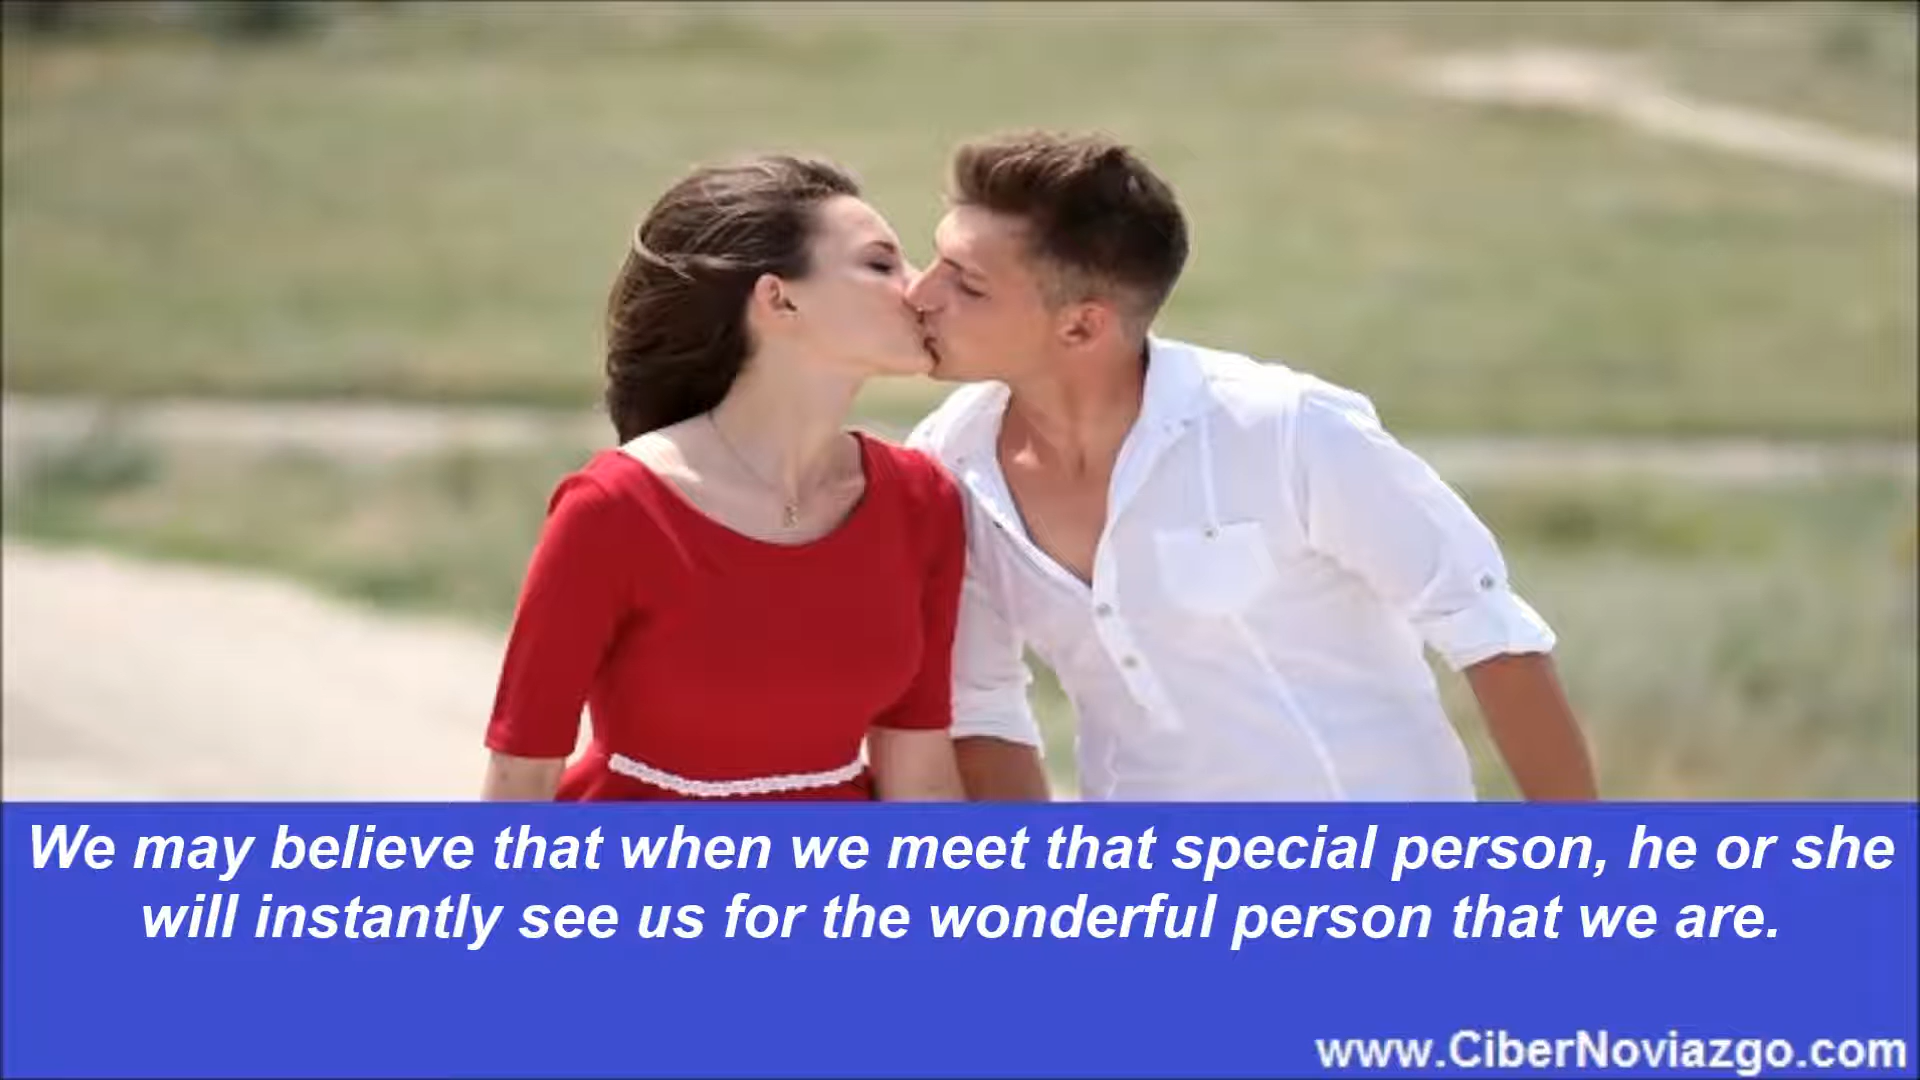 We may believe that when we meet that special person, he or she
will instantly see us for the wonderful person that we are.
www.CiberNoviazgo.com